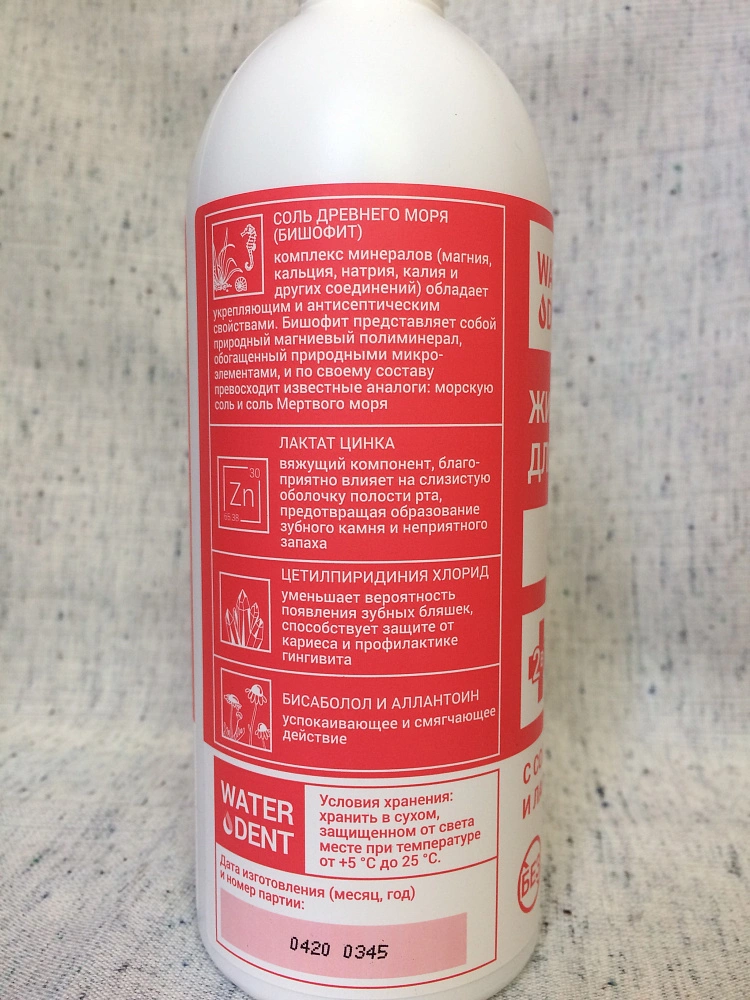 СОЛЬ ДРЕВНЕГО МОРЯ
(БИШОФИТ)
комплекс минералов (магния,
кальция, натрия, калия и
других соединений) обладает
укрепляющим и антисептическим
свойствами. Бишофит представляет собой
природный магниевый полиминерал,
обогащенный природными микро-
элементами, и по своему составу
превосходит известные аналоги: морскую
соль и соль Мертвого моря
ЛАКТАТ ЦИНКА
30
Zn
65.38
вяжущий компонент, благо-
приятно влияет на слизистую
оболочку полости рта,
предотвращая образование
зубного камня и неприятного
запаха
ЦЕТИЛПИРИДИНИЯ ХЛОРИД
уменьшает вероятность
появления зубных бляшек,
способствует защите от
кариеса и профилактике
гингивита
БИСАБОЛОЛ И АЛЛАНТОИН
успокаивающее и смягчающее
действие
WATER
DENT
Условия хранения:
хранить в сухом,
защищенном от света
месте при температуре
от +5 °C до 25 °C.
Дата изготовления (месяц, год)
и номер партии:
0420 0345